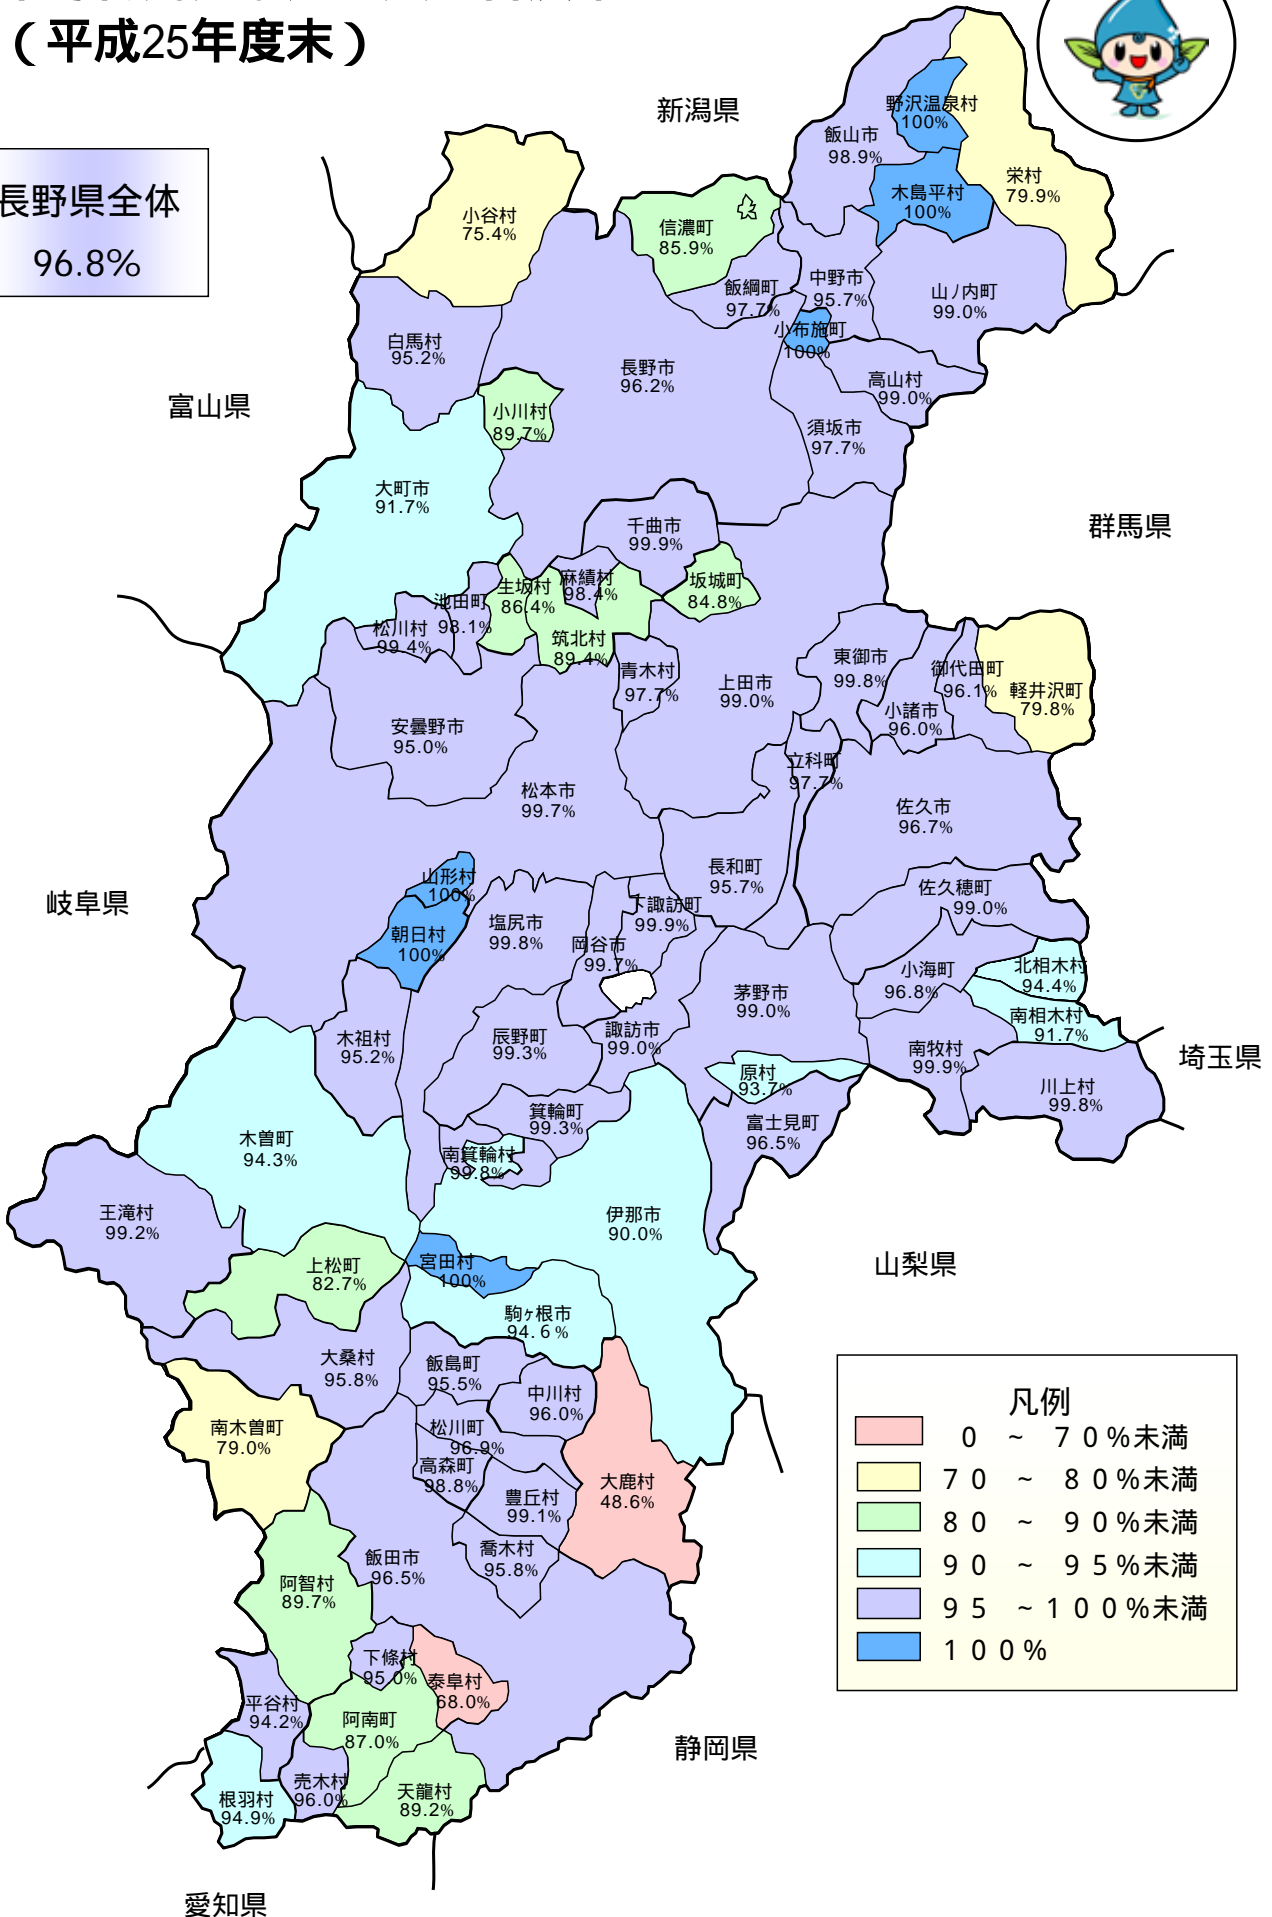 （平成25年度末）
長野県全体
96.8%
新潟県
富山県
群馬県
岐阜県
埼玉県
山梨県
静岡県
愛知県
野沢温泉村
100%
飯山市
98.9%
栄村
79.9%
木島平村
100%
小谷村
75.4%
信濃町
85.9%
飯綱町
97.7%
中野市
95.7%
山ノ内町
99.0%
小布施町
100%
白馬村
95.2%
長野市
96.2%
高山村
99.0%
小川村
89.7%
須坂市
97.7%
大町市
91.7%
千曲市
99.9%
麻績村
98.4%
坂城町
84.8%
生坂村
86.4%
池田町
98.1%
松川村
99.4%
筑北村
89.4%
青木村
97.7%
上田市
99.0%
東御市
99.8%
御代田町
96.1%
軽井沢町
79.8%
小諸市
96.0%
安曇野市
95.0%
立科町
97.7%
松本市
99.7%
佐久市
96.7%
長和町
95.7%
山形村
100%
佐久穂町
99.0%
下諏訪町
99.9%
朝日村
100%
塩尻市
99.8%
岡谷市
99.7%
小海町
96.8%
北相木村
94.4%
茅野市
99.0%
南相木村
91.7%
木祖村
95.2%
辰野町
99.3%
諏訪市
99.0%
南牧村
99.9%
原村
93.7%
川上村
99.8%
箕輪町
99.3%
富士見町
96.5%
木曽町
94.3%
南箕輪村
99.8%
王滝村
99.2%
伊那市
90.0%
上松町
82.7%
宮田村
100%
駒ヶ根市
94.6%
大桑村
95.8%
飯島町
95.5%
中川村
96.0%
南木曽町
79.0%
松川町
96.9%
高森町
98.8%
大鹿村
48.6%
豊丘村
99.1%
喬木村
95.8%
飯田市
96.5%
阿智村
89.7%
下條村
95.0%
泰阜村
68.0%
平谷村
94.2%
阿南町
87.0%
売木村
96.0%
天龍村
89.2%
根羽村
94.9%
凡例
0 ～ 70%未満
70 ～ 80%未満
80 ～ 90%未満
90 ～ 95%未満
95 ～100%未満
100%